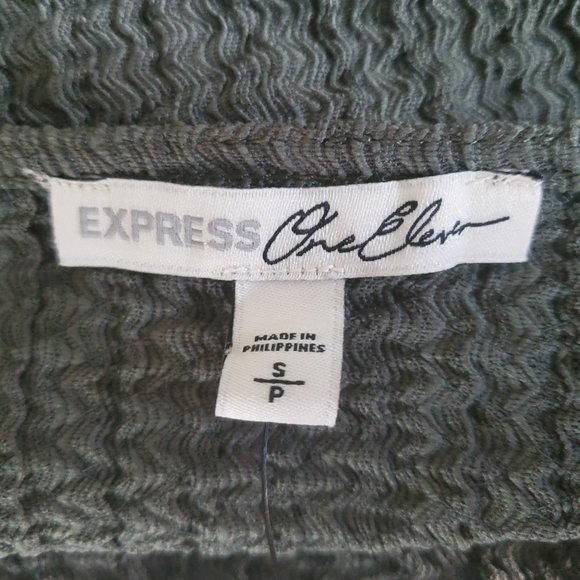 EXPRESS One Eleven
MADE IN
PHILIPPINES
S
P